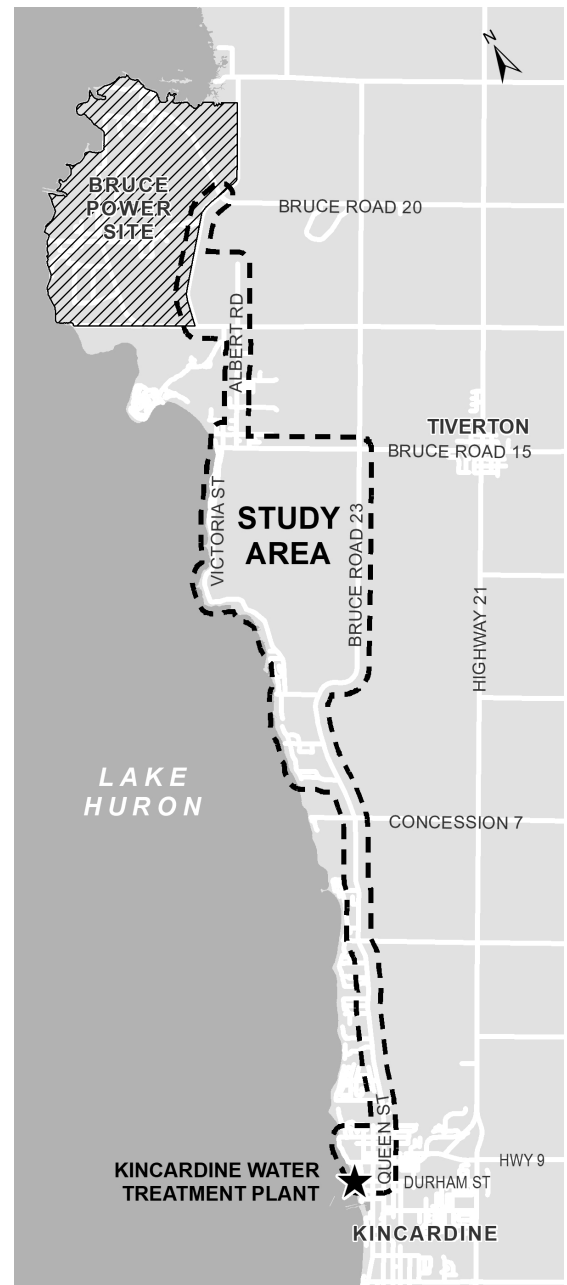 N
BRUCE
POWER
SITE
BRUCE ROAD 20
ALBERT RD
TIVERTON
BRUCE ROAD 15
VICTORIA ST
STUDY
AREA
BRUCE ROAD 23
HIGHWAY 21
LAKE
HURON
CONCESSION 7
QUEEN ST
HWY 9
KINCARDINE WATER
TREATMENT PLANT
DURHAM ST
KINCARDINE